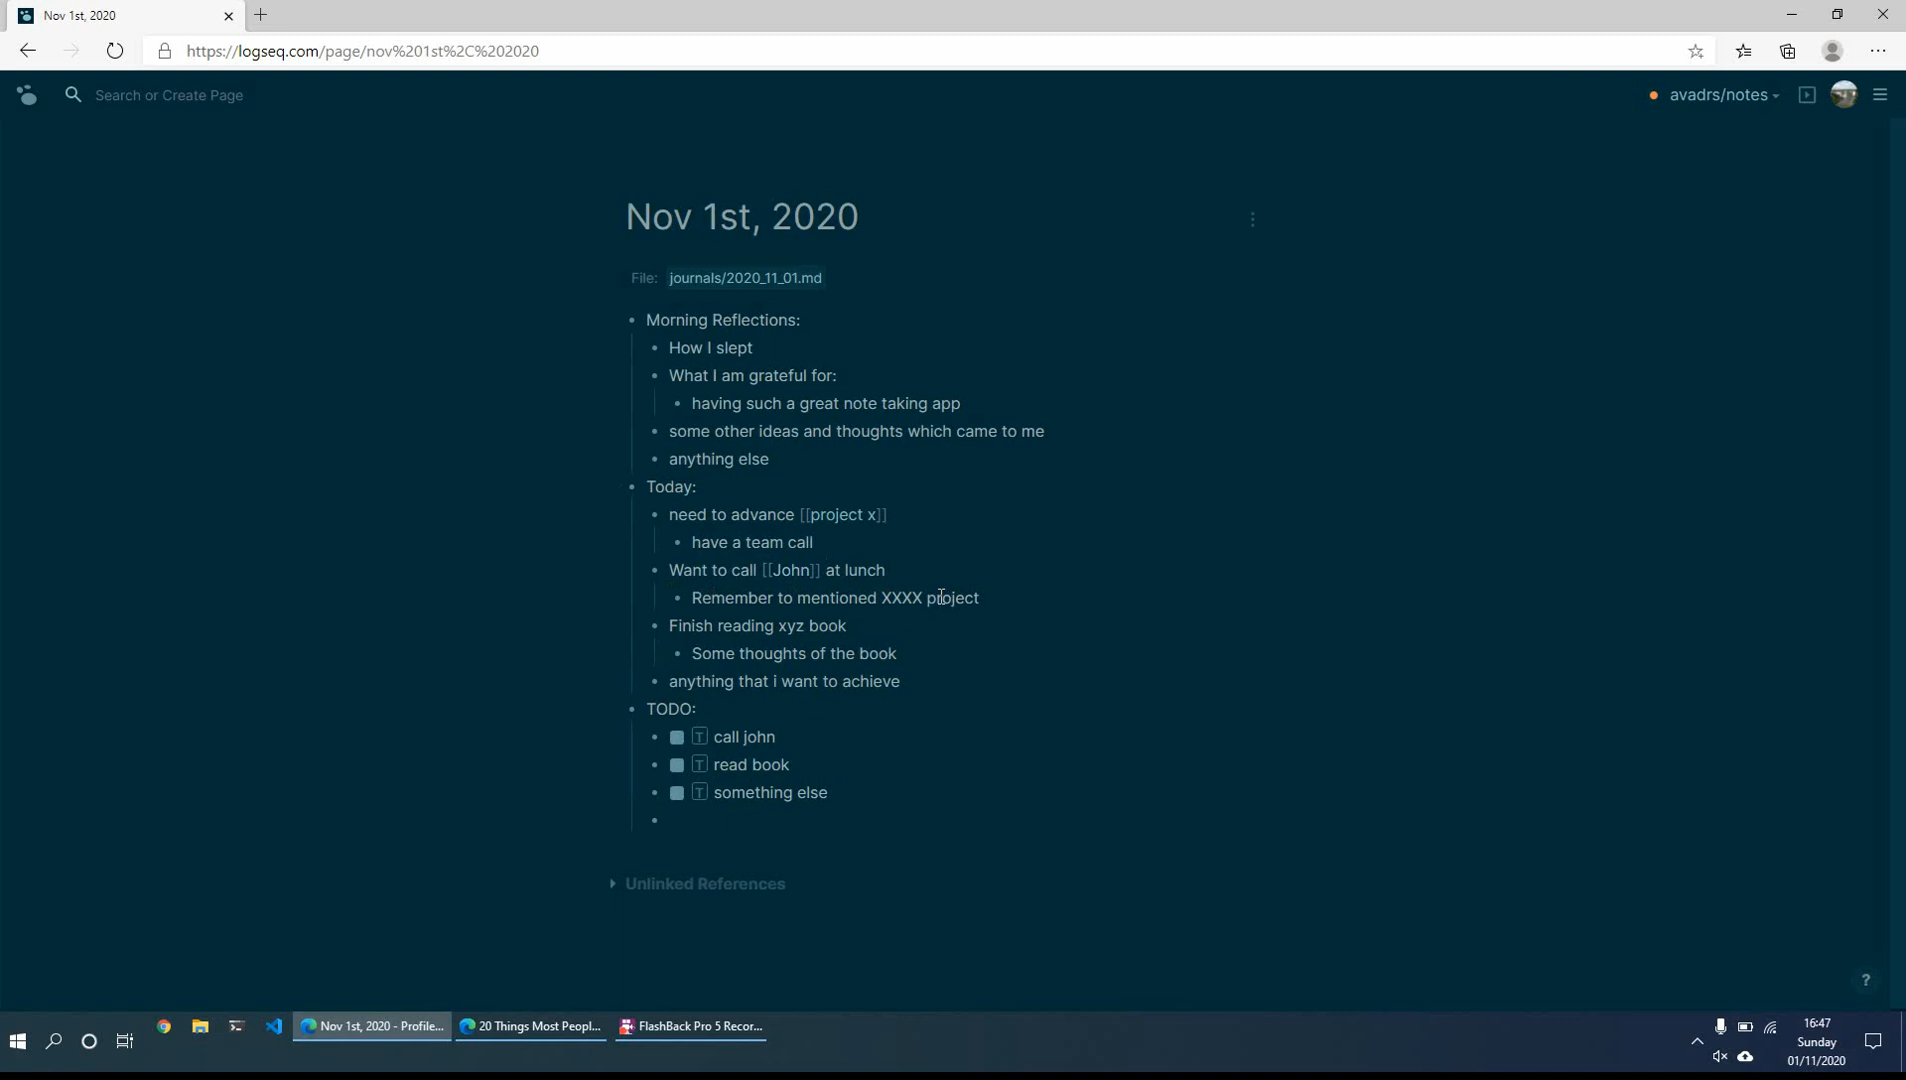 Nov 1st, 2020
https://logseq.com/page/nov%201st%2C%202020
Search or Create Page
avadrs/notes
Nov 1st, 2020
File: journals/2020_11_01.md
Morning Reflections:
How I slept
What I am grateful for:
having such a great note taking app
some other ideas and thoughts which came to me
anything else
Today:
need to advance [[project x]]
have a team call
Want to call [[John]] at lunch
Remember to mentioned XXXX project
Finish reading xyz book
Some thoughts of the book
anything that i want to achieve
TODO:
T call john
T read book
T something else
Unlinked References
?
Nov 1st, 2020 - Profile...
20 Things Most Peopl...
FlashBack Pro 5 Recor...
16:47
Sunday
01/11/2020